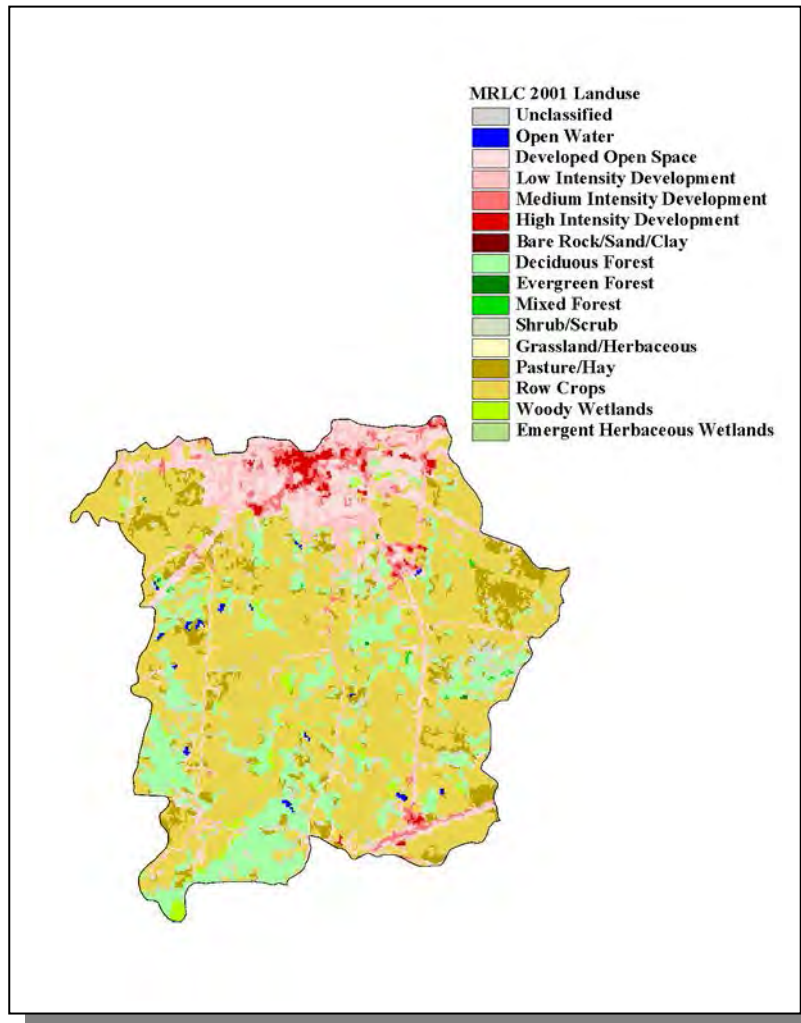 MRLC 2001 Landuse
Unclassified
Open Water
Developed Open Space
Low Intensity Development
Medium Intensity Development
High Intensity Development
Bare Rock/Sand/Clay
Deciduous Forest
Evergreen Forest
Mixed Forest
Shrub/Scrub
Grassland/Herbaceous
Pasture/Hay
Row Crops
Woody Wetlands
Emergent Herbaceous Wetlands